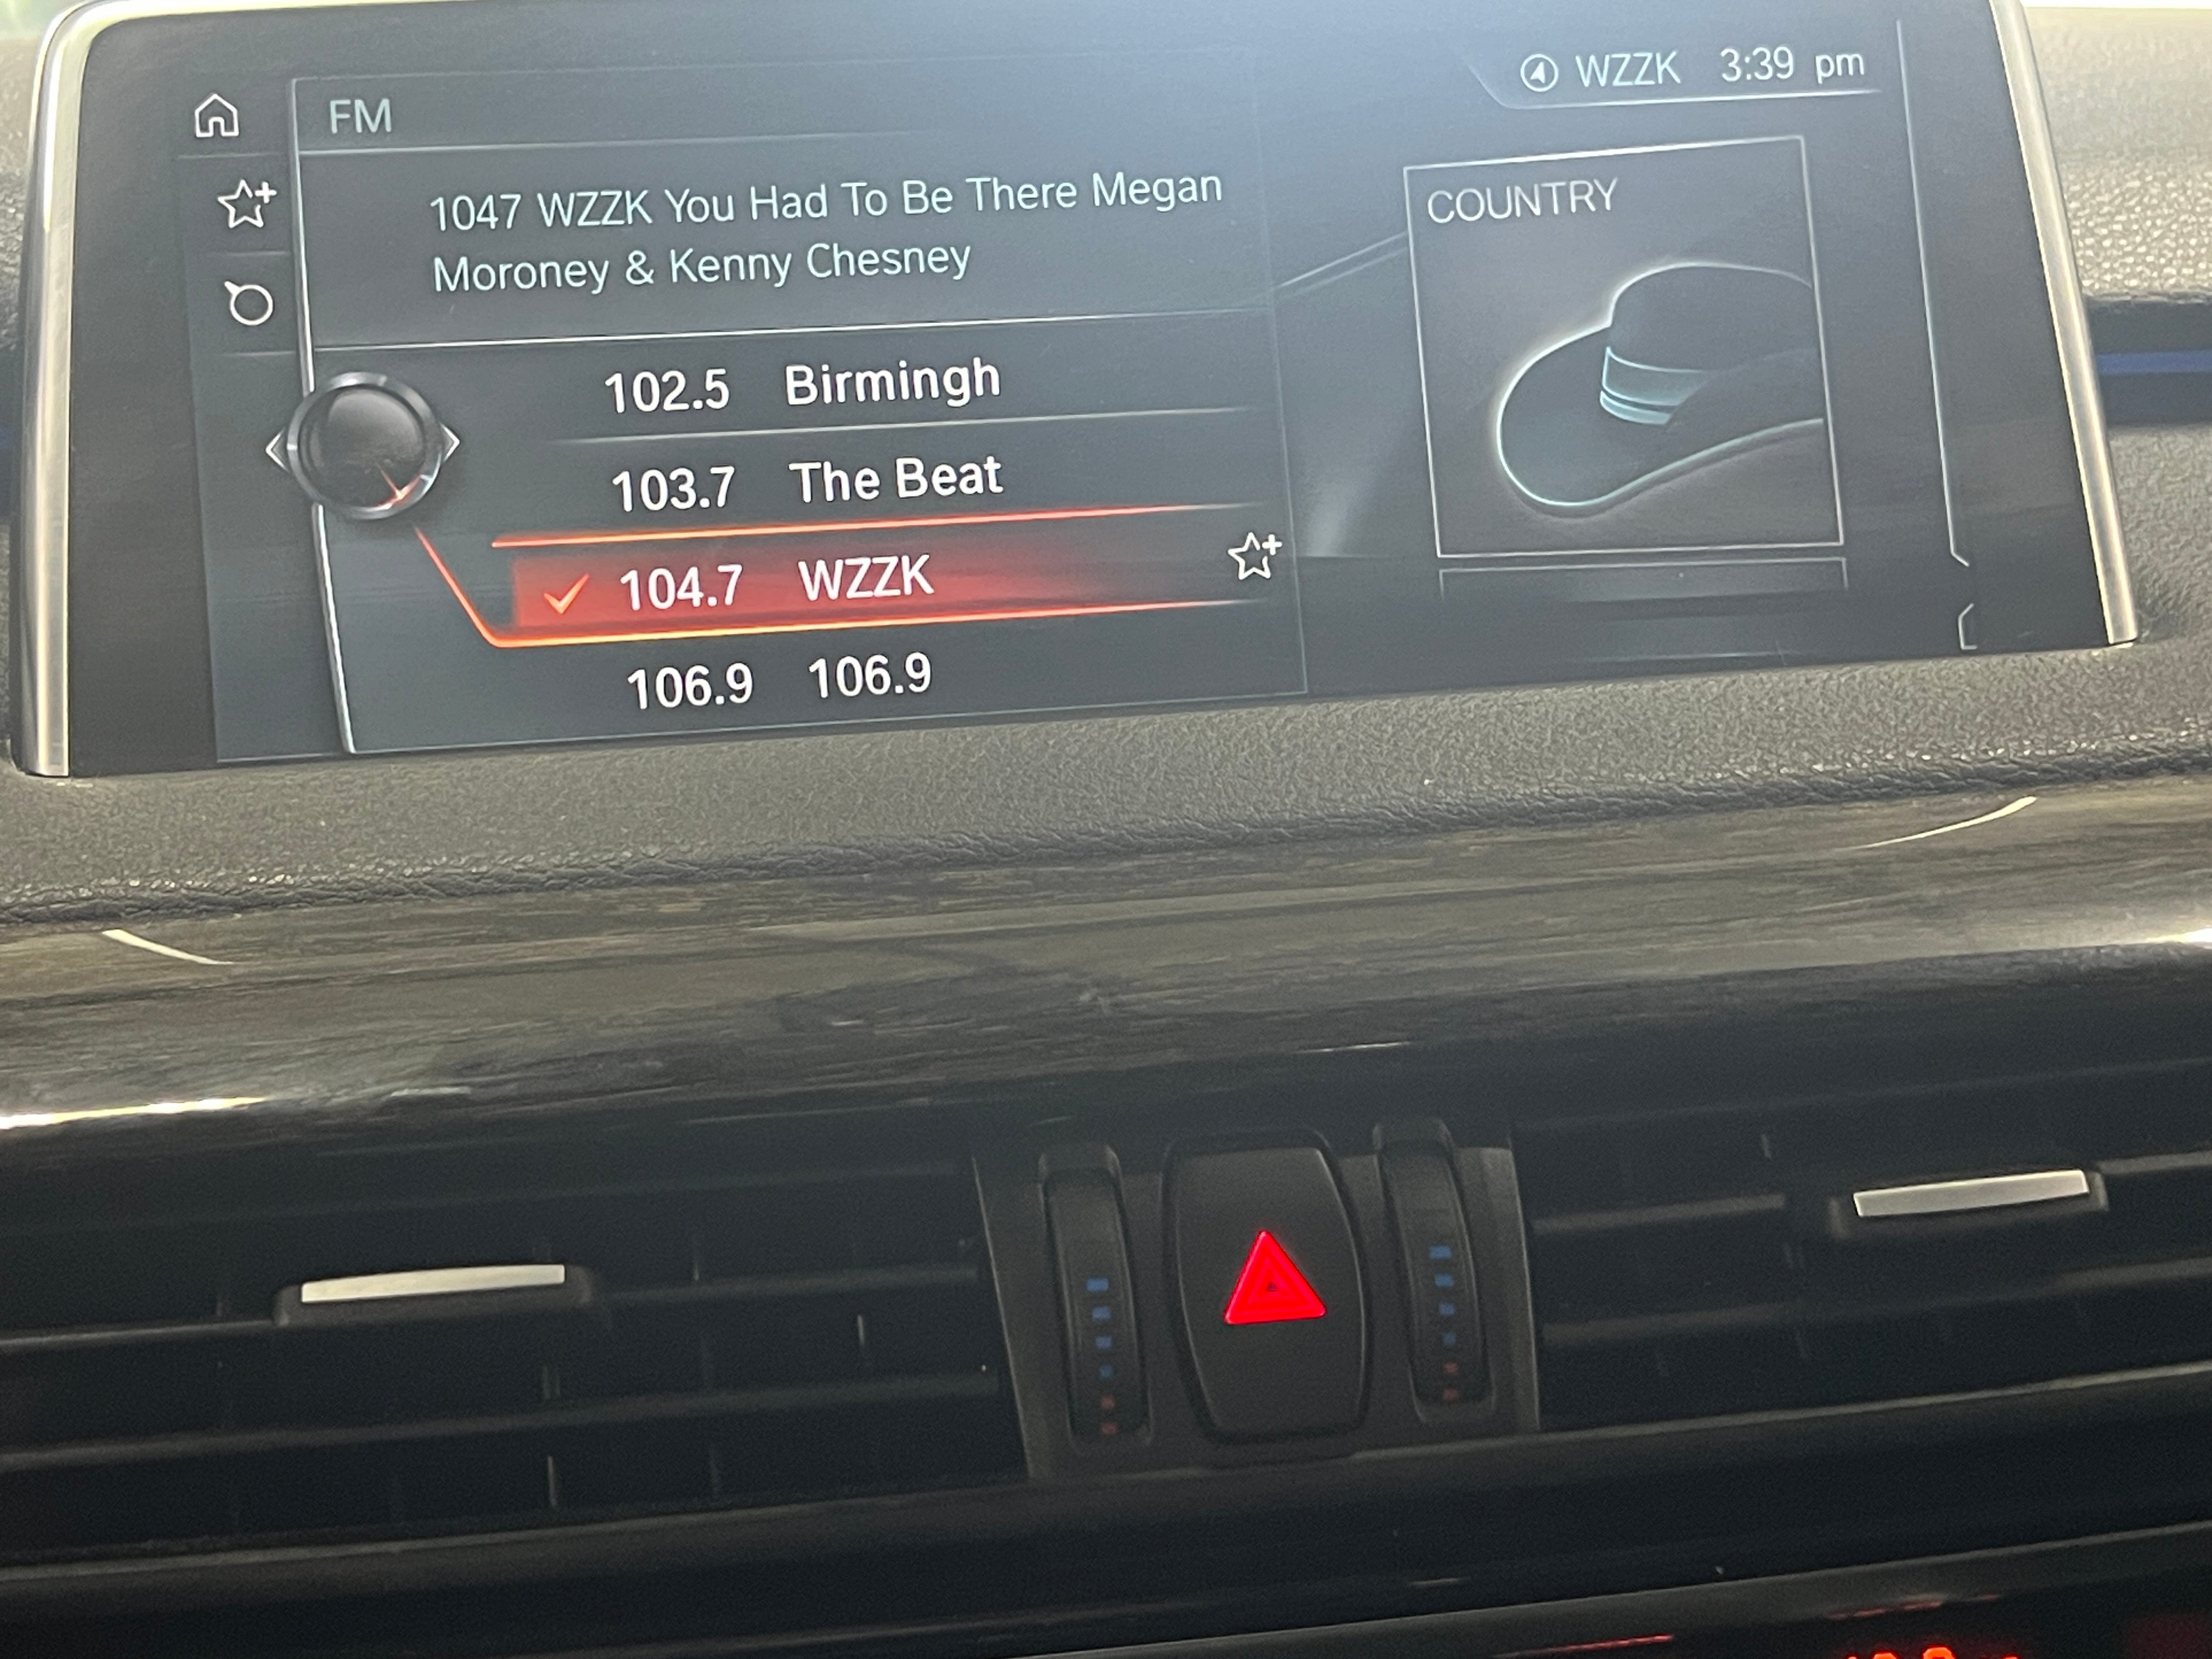 FM
WZZK 3:39 pm
1047 WZZK You Had To Be There Megan
Moroney & Kenny Chesney
COUNTRY
102.5 Birmingh
103.7 The Beat
104.7 WZZK
106.9 106.9